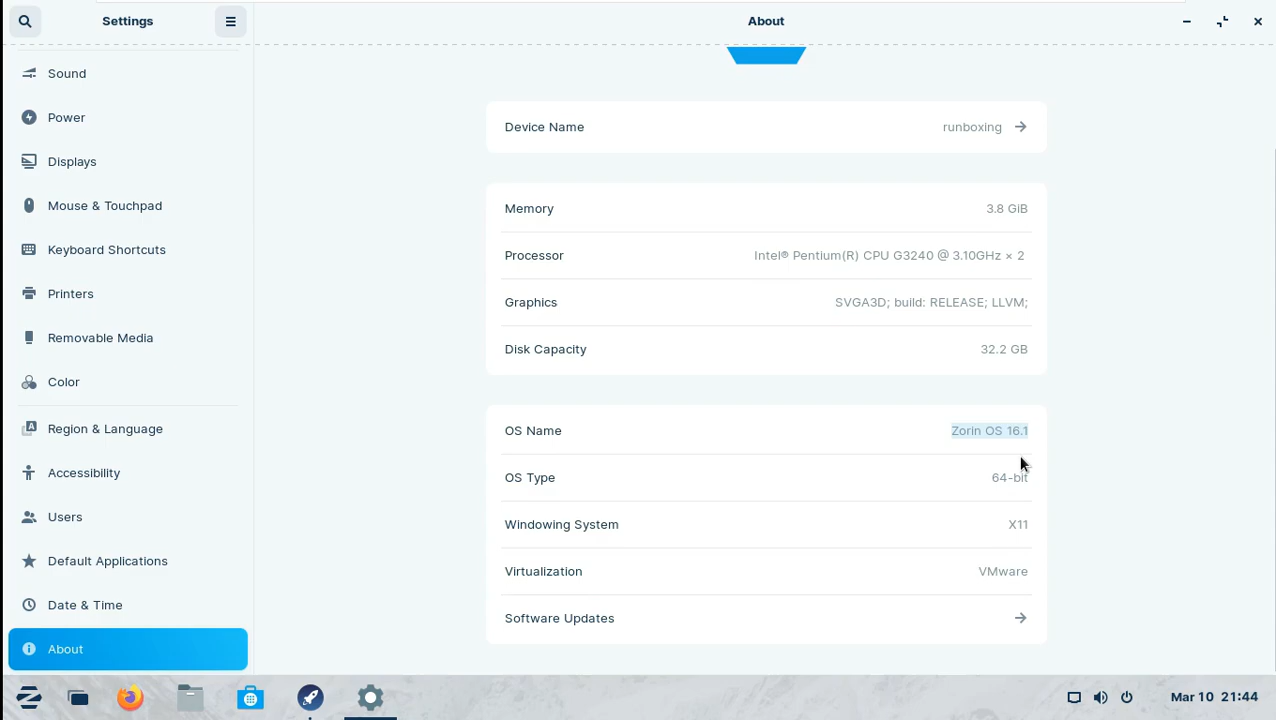 Settings
About
Sound
Power
Displays
Mouse & Touchpad
Keyboard Shortcuts
Printers
Removable Media
Color
Region & Language
Accessibility
Users
Default Applications
Date & Time
About
Device Name runboxing
Memory 3.8 GiB
Processor Intel® Pentium(R) CPU G3240 @ 3.10GHz × 2
Graphics SVGA3D; build: RELEASE; LLVM;
Disk Capacity 32.2 GB
OS Name Zorin OS 16.1
OS Type 64-bit
Windowing System X11
Virtualization VMware
Software Updates
Mar 10 21:44